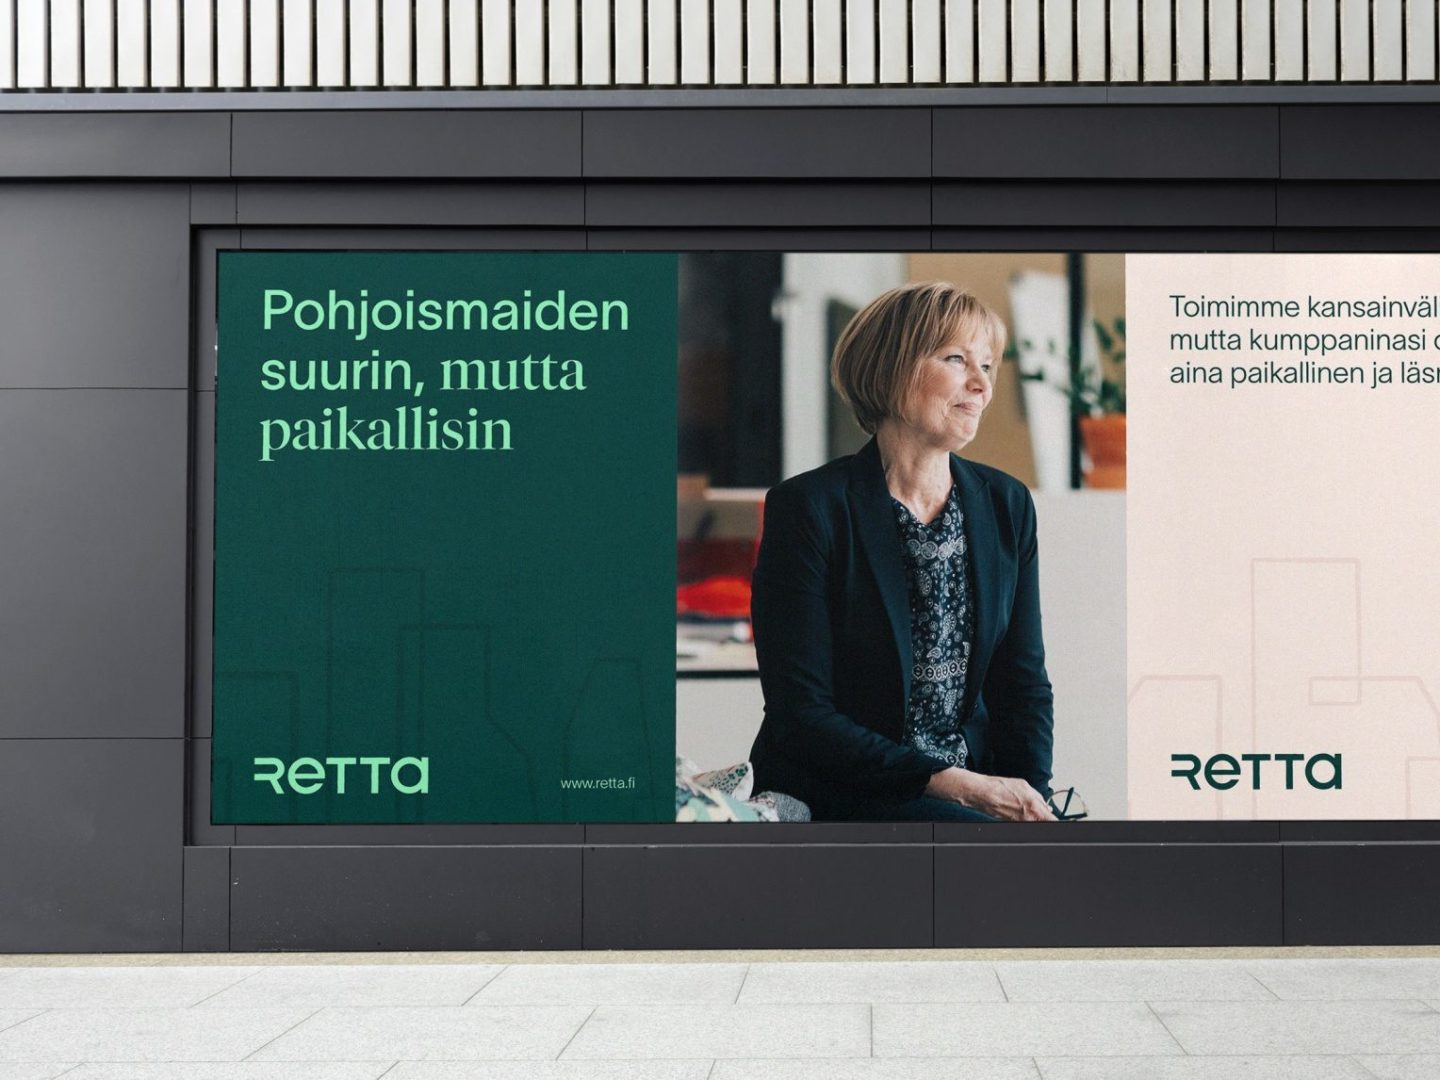 Pohjoismaiden
suurin, mutta
paikallisin
RETTA
www.retta.fi
Toimimme
mutta kumppaninasi
aina paikallinen ja
RETTA